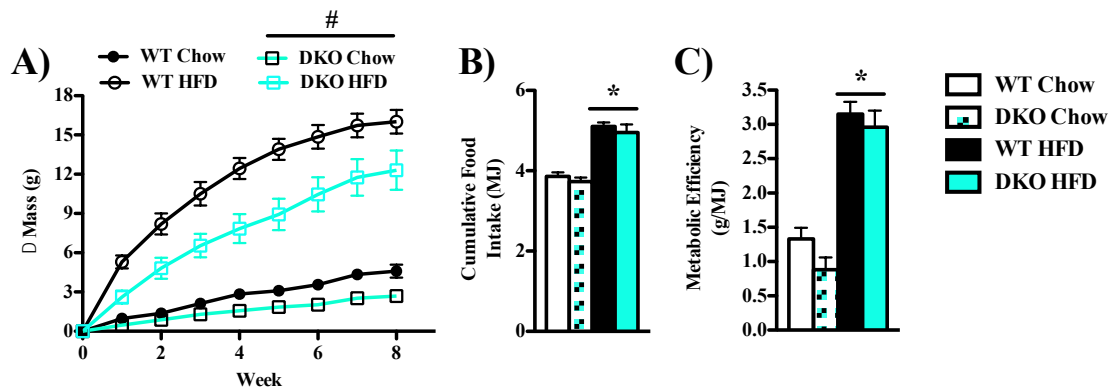 #
WT Chow
DKO Chow
WT HFD
DKO HFD
A)
18
15
12
9
6
3
0
Δ Mass (g)
0 2 4 6 8
Week
B)
*
6
4
2
0
Cumulative Food
Intake (MJ)
C)
*
3.5
3.0
2.5
2.0
1.5
1.0
0.5
0.0
Metabolic Efficiency
(g/MJ)
WT Chow
DKO Chow
WT HFD
DKO HFD